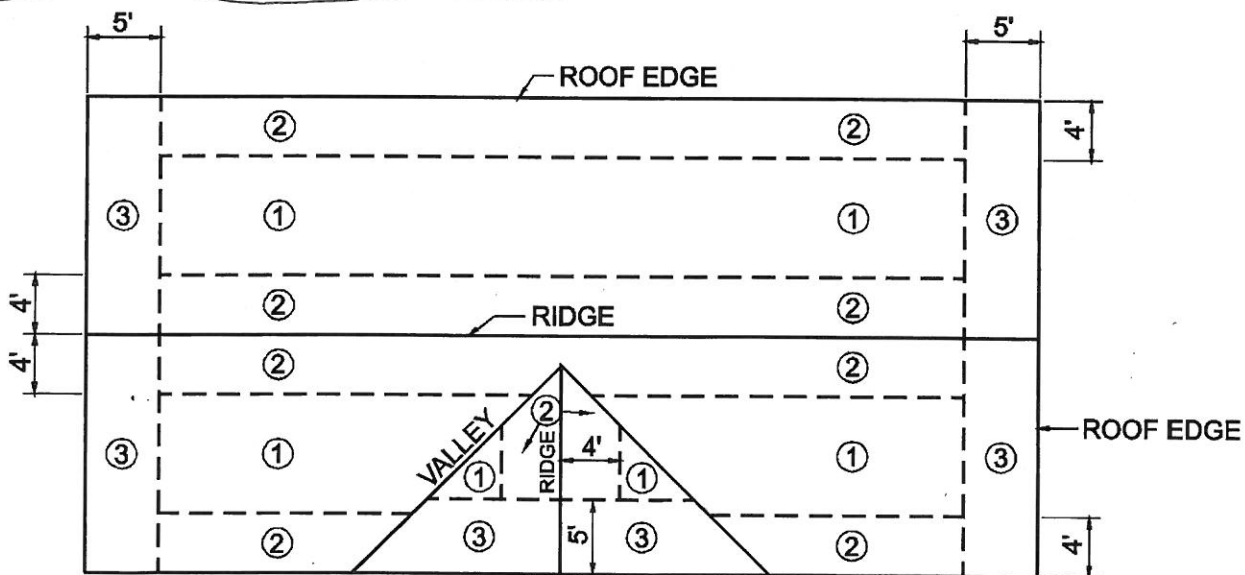 5' 5'
ROOF EDGE
② ② 4'
③ ① ① ③
4' ② ②
RIDGE
4' ② ②
② ROOF EDGE
VALLEY
RIDGE
4'
③ ① ① ① ① ③
② ③ 5' ③ ② 4'